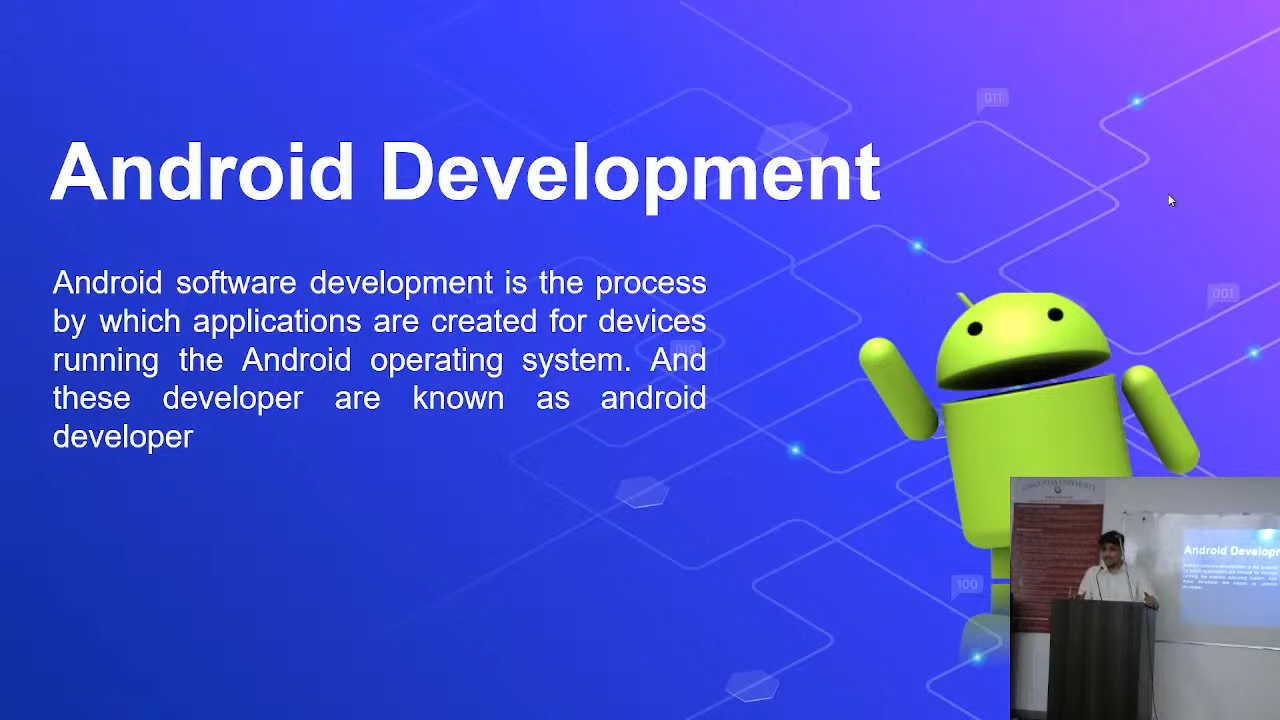 Android Development
Android software development is the process
by which applications are created for devices
running the Android operating system. And
these developer are known as android
developer
011
001
010
100
Android Develop